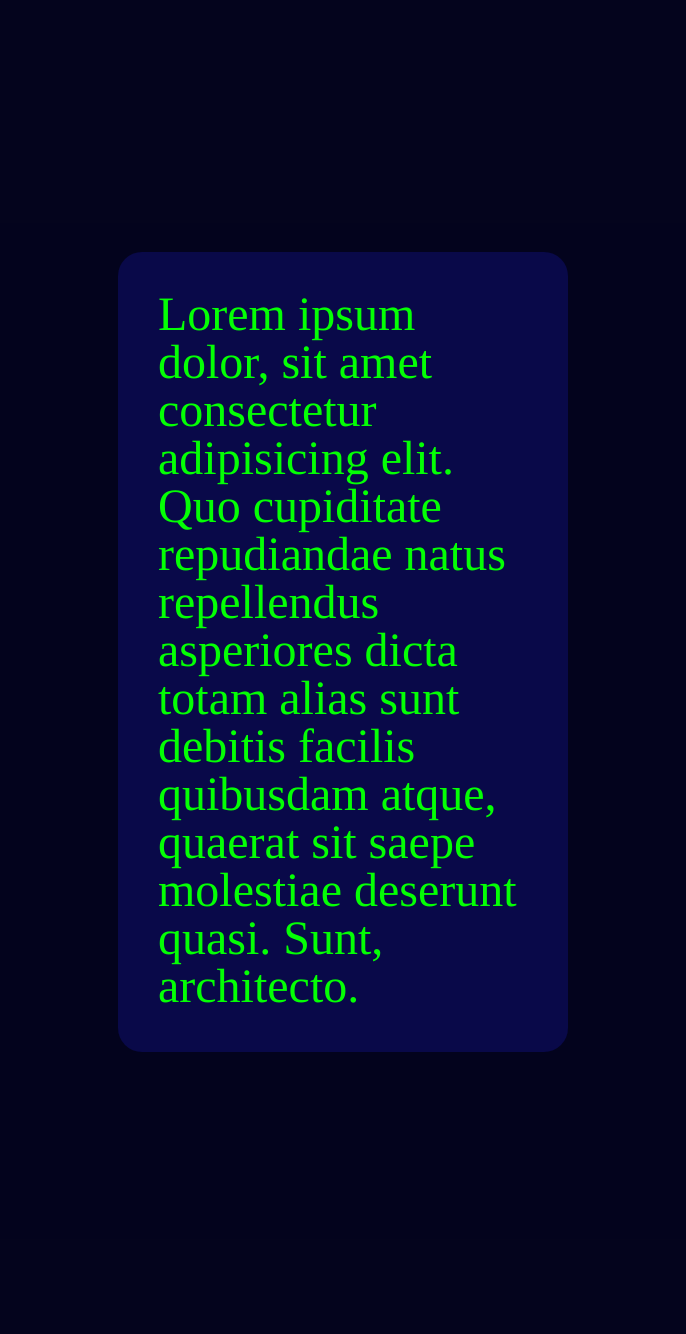 Lorem ipsum
dolor, sit amet
consectetur
adipisicing elit.
Quo cupiditate
repudiandae natus
repellendus
asperiores dicta
totam alias sunt
debitis facilis
quibusdam atque,
quaerat sit saepe
molestiae deserunt
quasi. Sunt,
architecto.